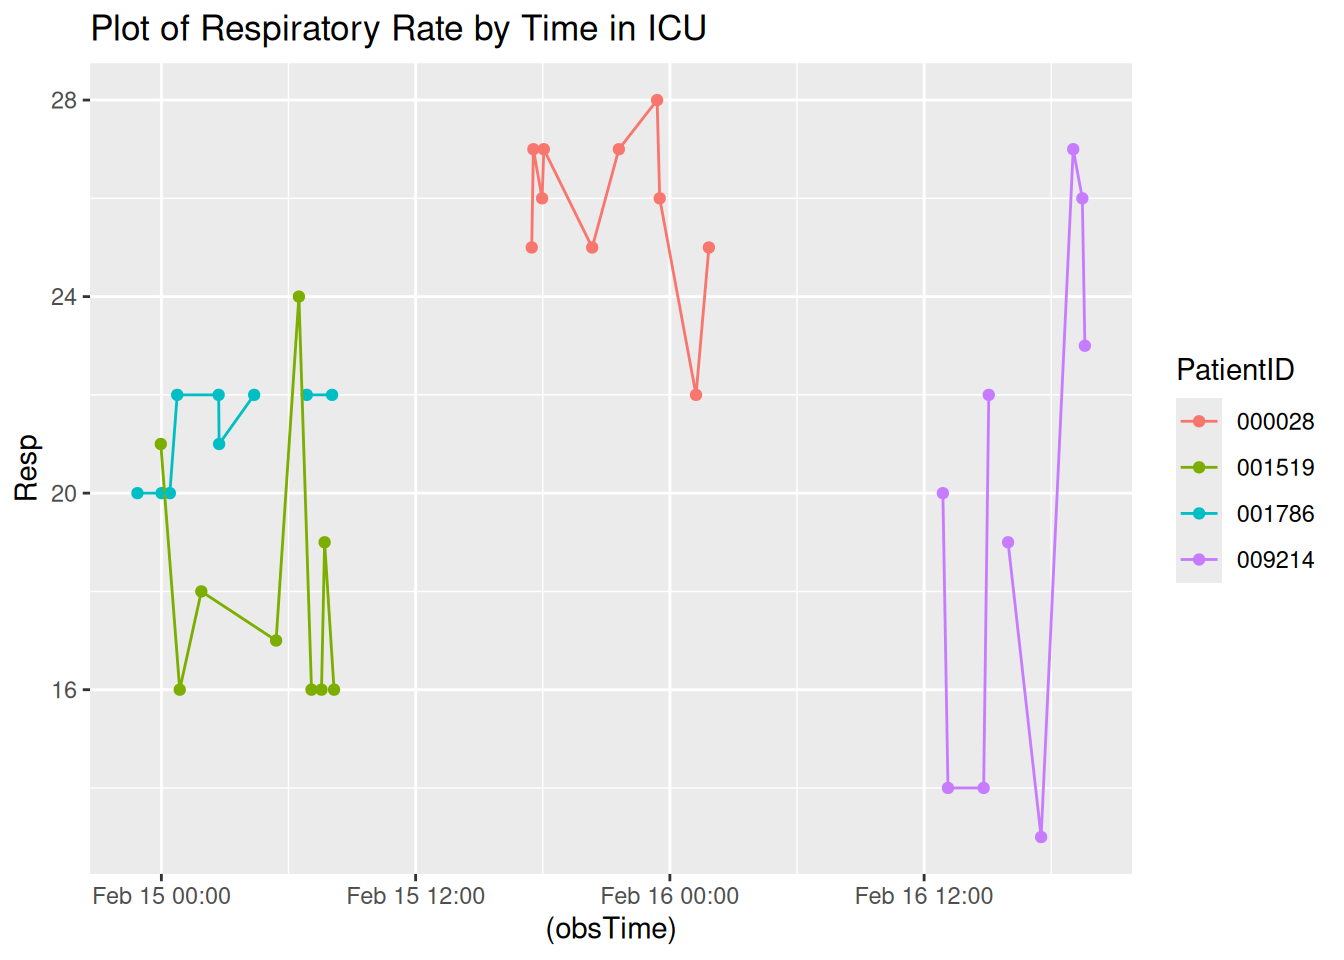 Plot of Respiratory Rate by Time in ICU
28
24
20
16
Resp
Feb 15 00:00
Feb 15 12:00
Feb 16 00:00
Feb 16 12:00
(obsTime)
PatientID
000028
001519
001786
009214